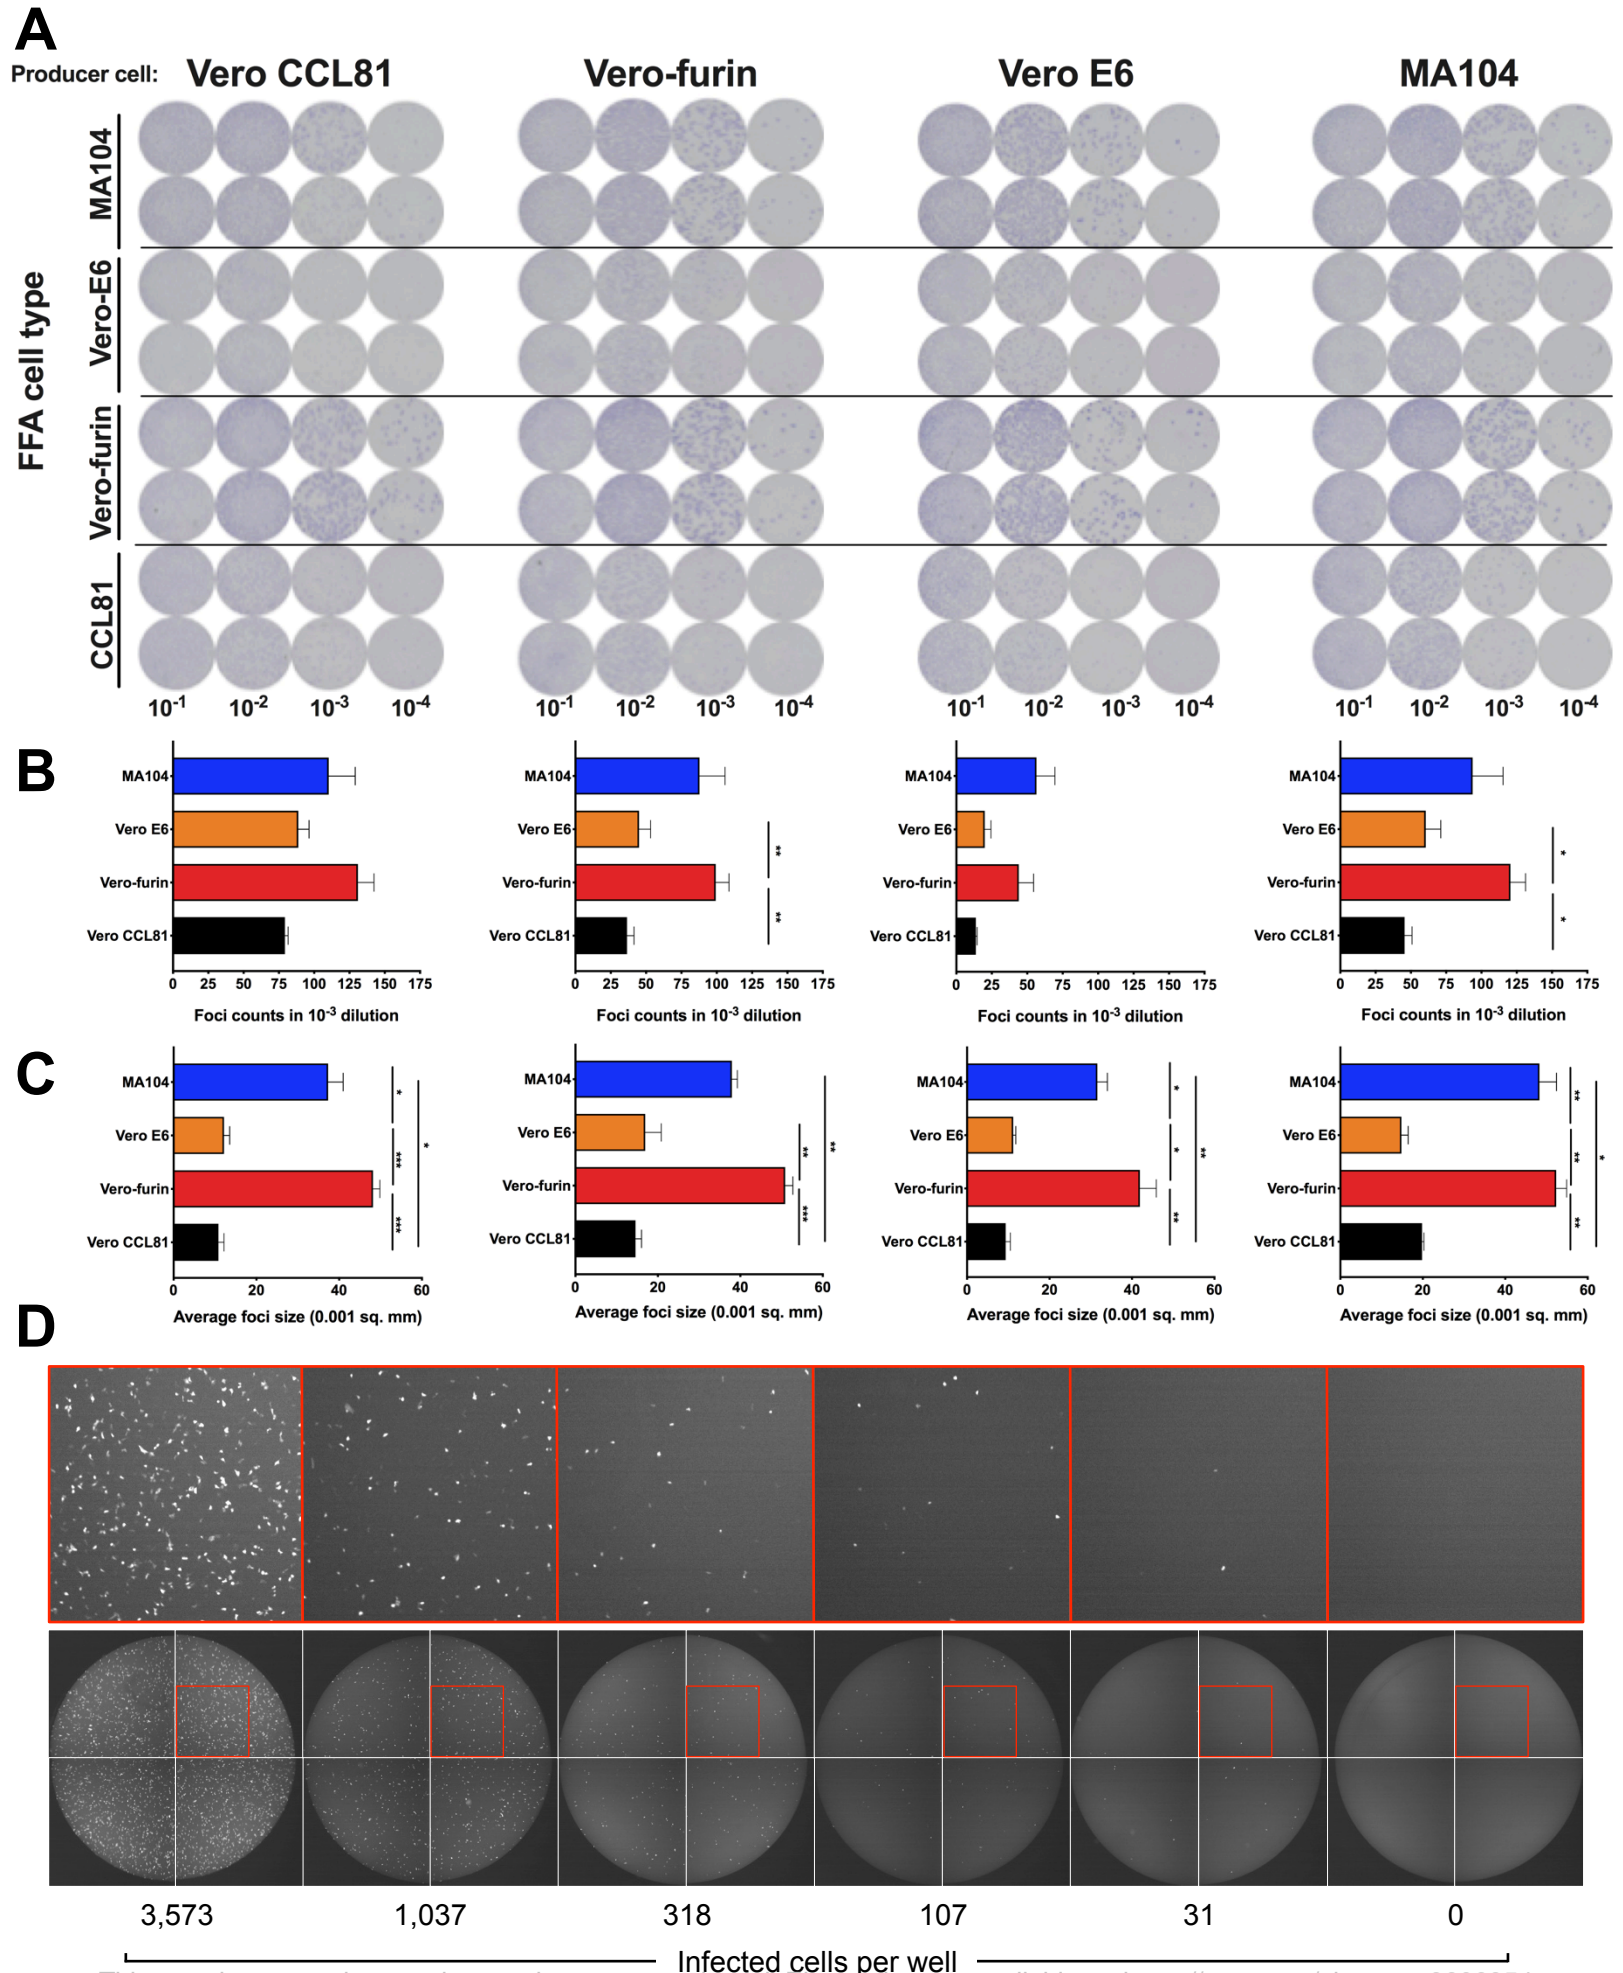 A
Producer cell: Vero CCL81 Vero-furin Vero E6 MA104
FFA cell type
MA104
Vero-E6
Vero-furin
CCL81
10-1 10-2 10-3 10-4 10-1 10-2 10-3 10-4 10-1 10-2 10-3 10-4 10-1 10-2 10-3 10-4
B
MA104
Vero E6
Vero-furin
Vero CCL81
0 25 50 75 100 125 150 175
Foci counts in 10-3 dilution
MA104
Vero E6
Vero-furin
Vero CCL81
**
**
0 25 50 75 100 125 150 175
Foci counts in 10-3 dilution
MA104
Vero E6
Vero-furin
Vero CCL81
0 25 50 75 100 125 150 175
Foci counts in 10-3 dilution
MA104
Vero E6
Vero-furin
Vero CCL81
*
*
0 25 50 75 100 125 150 175
Foci counts in 10-3 dilution
C
MA104
Vero E6
Vero-furin
Vero CCL81
*
***
***
*
0 20 40 60
Average foci size (0.001 sq. mm)
MA104
Vero E6
Vero-furin
Vero CCL81
**
***
**
0 20 40 60
Average foci size (0.001 sq. mm)
MA104
Vero E6
Vero-furin
Vero CCL81
*
*
**
**
0 20 40 60
Average foci size (0.001 sq. mm)
MA104
Vero E6
Vero-furin
Vero CCL81
**
**
**
*
0 20 40 60
Average foci size (0.001 sq. mm)
D
3,573 1,037 318 107 31 0
Infected cells per well